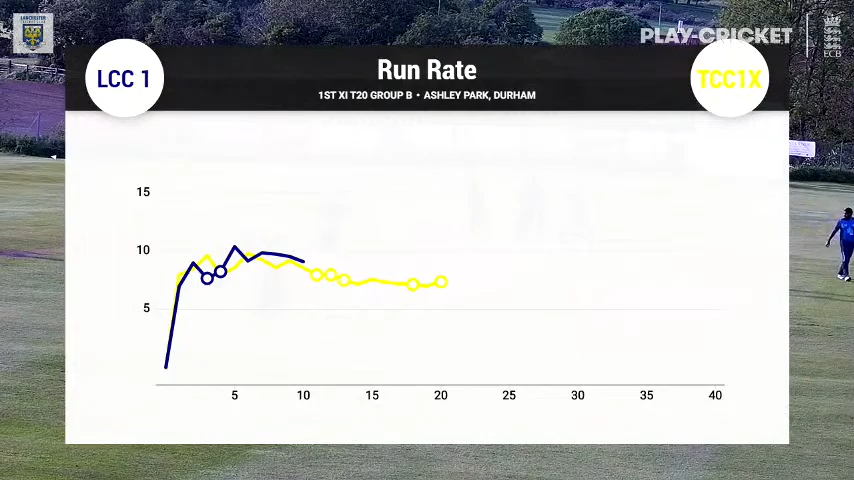 LANCHESTER
PLAY-CRICKET
ECB
LCC 1
Run Rate
TCC1X
1ST XI T20 GROUP B • ASHLEY PARK, DURHAM
15
10
5
5 10 15 20 25 30 35 40